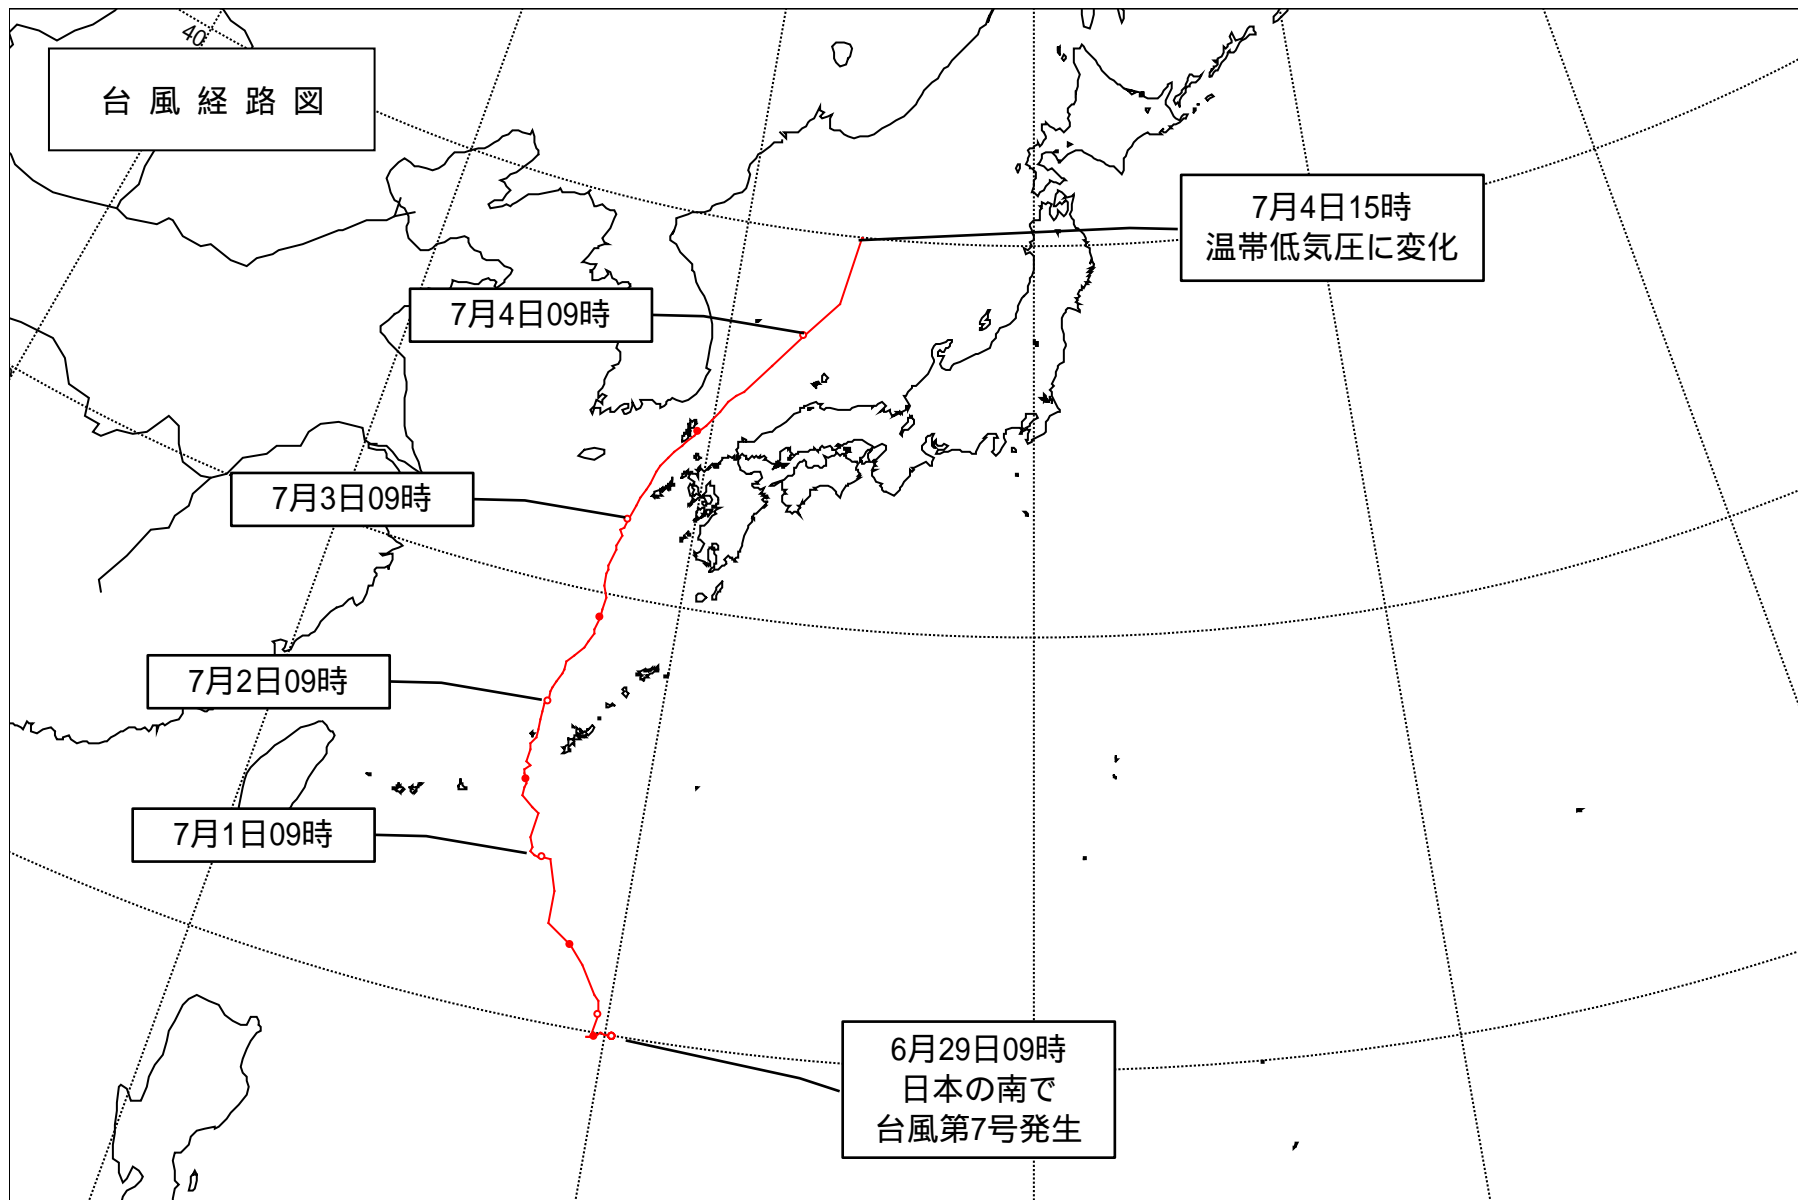 40
台風経路図
7月4日15時
温帯低気圧に変化
7月4日09時
7月3日09時
7月2日09時
7月1日09時
6月29日09時
日本の南で
台風第7号発生